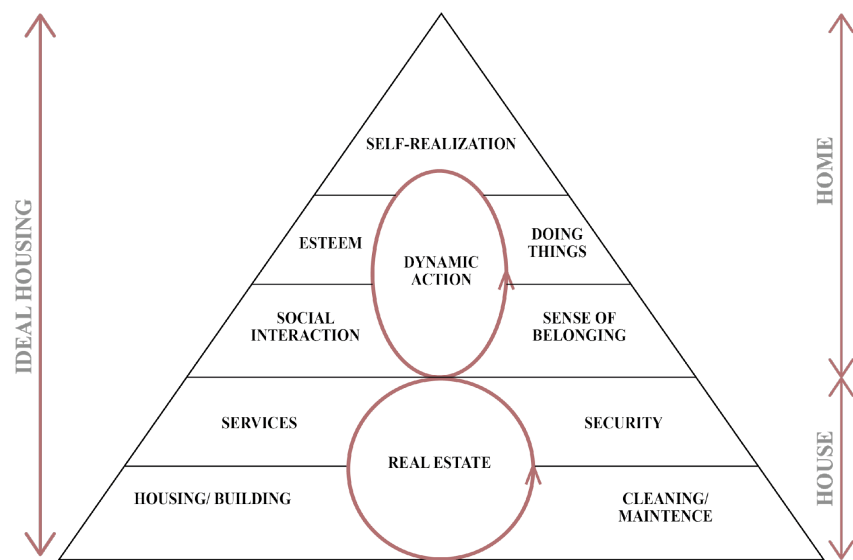 IDEAL HOUSING
SELF-REALIZATION
HOME
ESTEEM
DYNAMIC
ACTION
DOING
THINGS
SOCIAL
INTERACTION
SENSE OF
BELONGING
SERVICES
REAL ESTATE
SECURITY
HOUSE
HOUSING/ BUILDING
CLEANING/
MAINTENCE